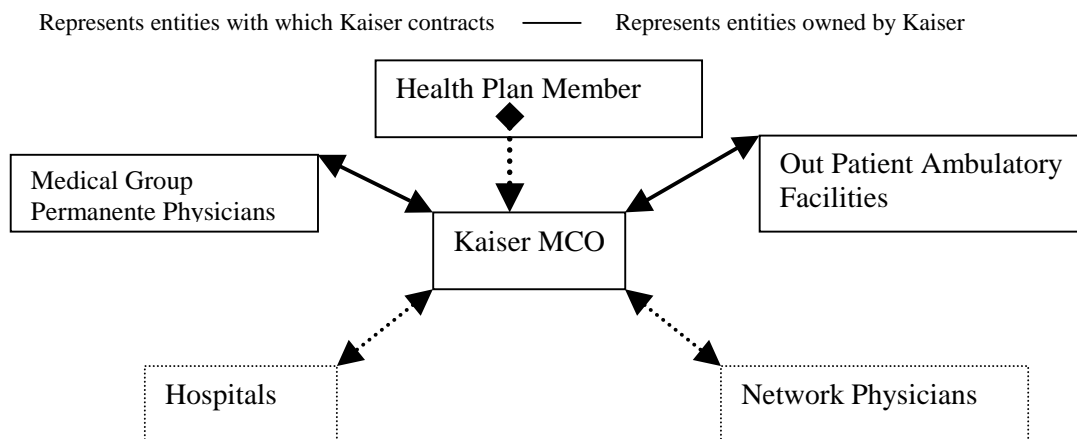 Represents entities with which Kaiser contracts Represents entities owned by Kaiser
Health Plan Member
Medical Group
Permanente Physicians
Out Patient Ambulatory
Facilities
Kaiser MCO
Hospitals
Network Physicians